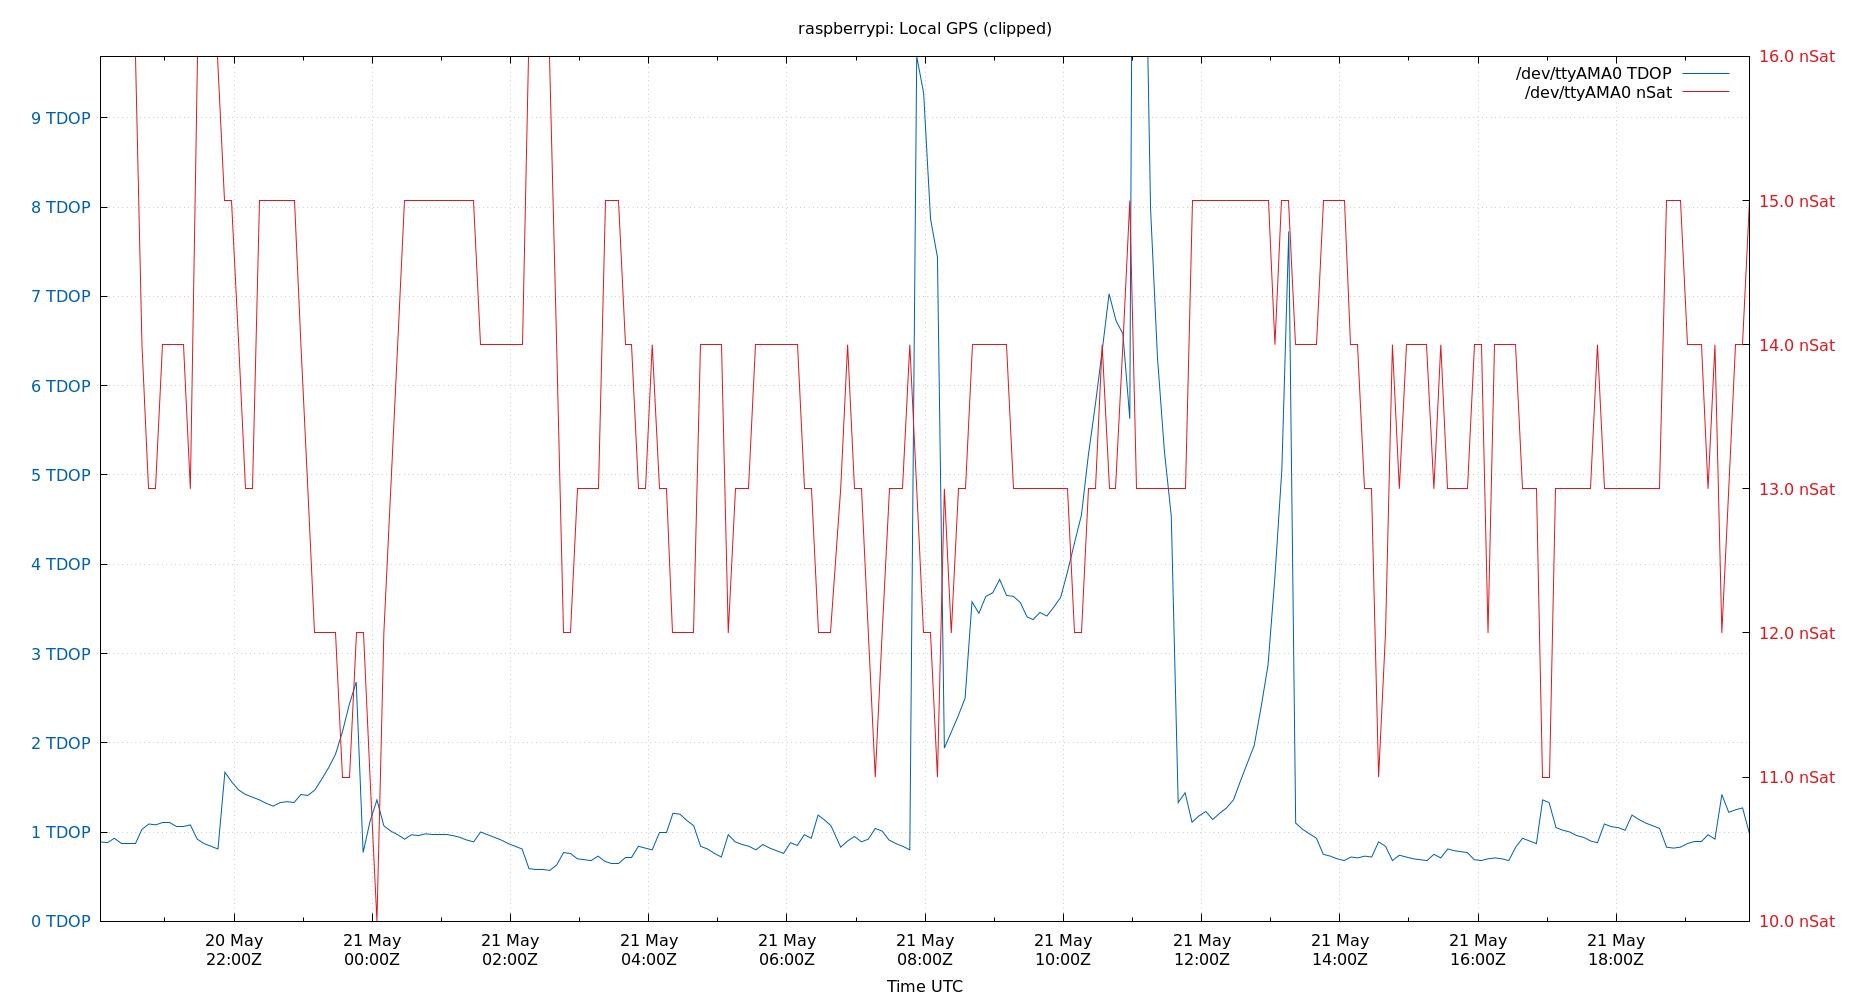 raspberrypi: Local GPS (clipped)
/dev/ttyAMA0 TDOP
/dev/ttyAMA0 nSat
9 TDOP
8 TDOP
7 TDOP
6 TDOP
5 TDOP
4 TDOP
3 TDOP
2 TDOP
1 TDOP
0 TDOP
16.0 nSat
15.0 nSat
14.0 nSat
13.0 nSat
12.0 nSat
11.0 nSat
10.0 nSat
20 May
22:00Z
21 May
00:00Z
21 May
02:00Z
21 May
04:00Z
21 May
06:00Z
21 May
08:00Z
21 May
10:00Z
21 May
12:00Z
21 May
14:00Z
21 May
16:00Z
21 May
18:00Z
Time UTC